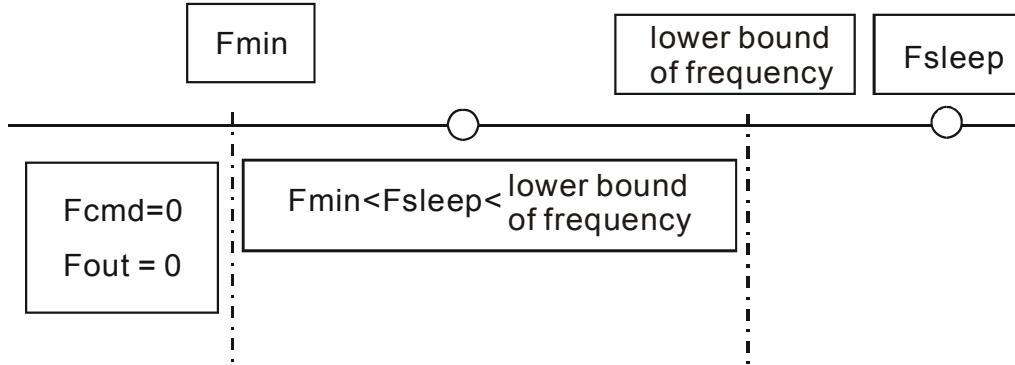 Fmin
lower bound
of frequency
Fsleep
Fcmd=0
Fout = 0
Fmin<Fsleep< lower bound
of frequency